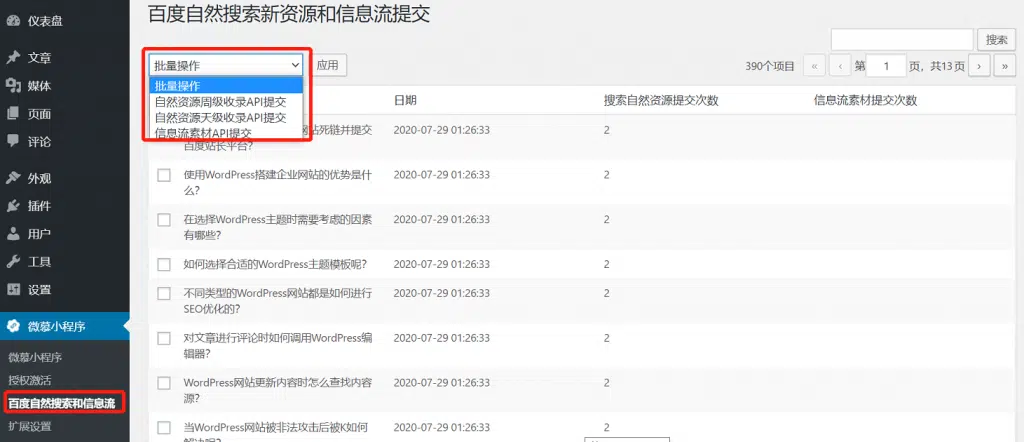 百度自然搜索新资源和信息流提交
仪表盘
文章
媒体
页面
评论
外观
插件
用户
工具
设置
微慕小程序
微慕小程序
授权激活
百度自然搜索和信息流
扩展设置
搜索
批量操作
应用
390个项目 « ‹ 第 1 页，共13页 › »
批量操作
自然资源周级收录API提交
自然资源天级收录API提交
信息流素材API提交
日期 搜索自然资源提交次数 信息流素材提交次数
网站死链并提交
百度站长平台？
2020-07-29 01:26:33 2
使用WordPress搭建企业网站的优势是什
么？
2020-07-29 01:26:33 2
在选择WordPress主题时需要考虑的因素
有哪些？
2020-07-29 01:26:33 2
如何选择合适的WordPress主题模板呢？
2020-07-29 01:26:33 2
不同类型的WordPress网站都是如何进行
SEO优化的？
2020-07-29 01:26:33 2
对文章进行评论时如何调用WordPress编
辑器？
2020-07-29 01:26:33 2
WordPress网站更新内容时怎么查找内容
源？
2020-07-29 01:26:33 2
当WordPress网站被非法攻击后被K如何
解决呢？
2020-07-29 01:26:33 2